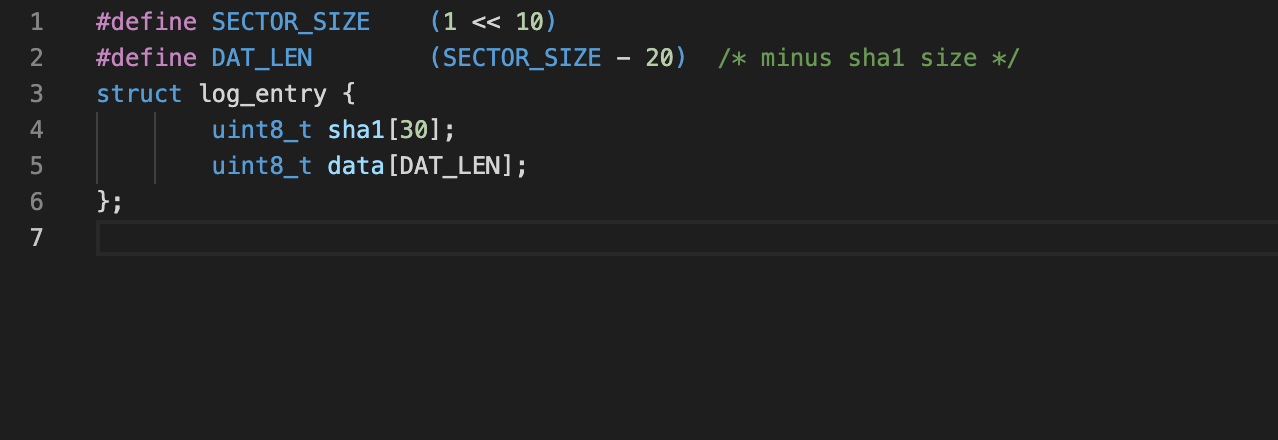 1 #define SECTOR_SIZE    (1 << 10)
2 #define DAT_LEN        (SECTOR_SIZE - 20)  /* minus sha1 size */
3 struct log_entry {
4         uint8_t sha1[30];
5         uint8_t data[DAT_LEN];
6 };
7